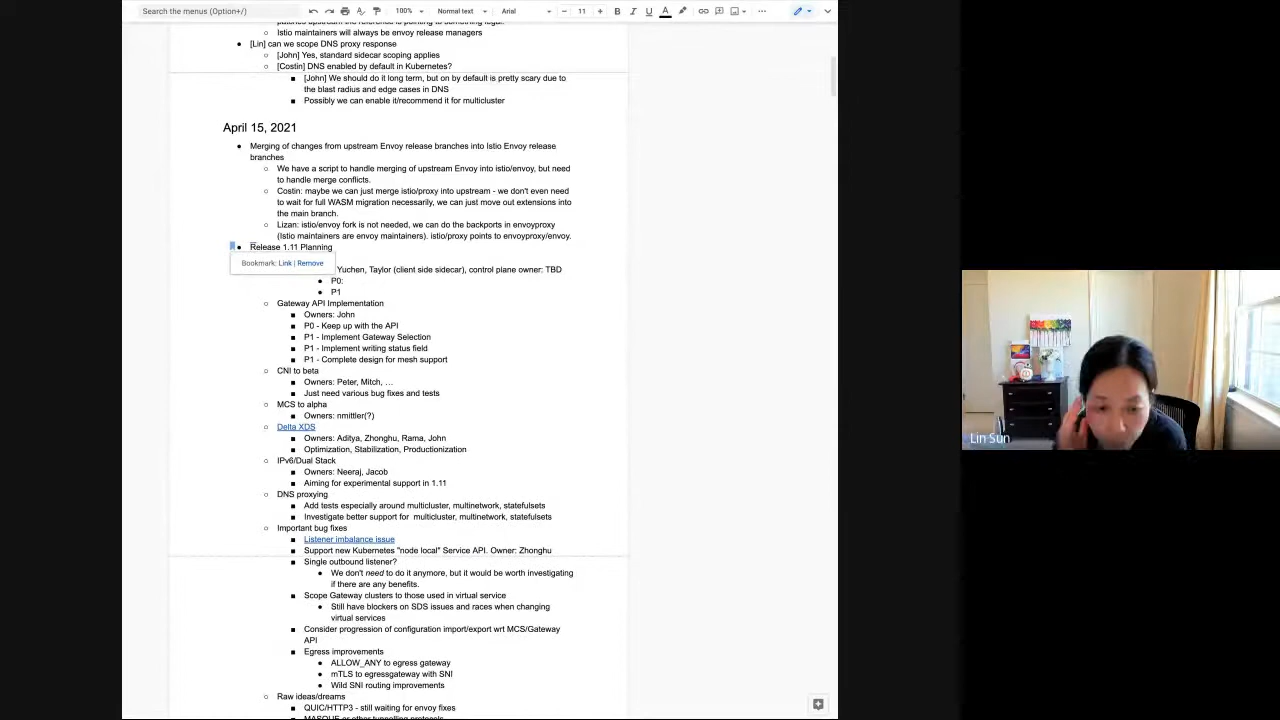 Search the menus (Option+/)
100%
Normal text
Arial
11
Istio maintainers will always be envoy release managers
[Lin] can we scope DNS proxy response
[John] Yes, standard sidecar scoping applies
[Costin] DNS enabled by default in Kubernetes?
[John] We should do it long term, but on by default is pretty scary due to
the blast radius and edge cases in DNS
Possibly we can enable it/recommend it for multicluster
April 15, 2021
Merging of changes from upstream Envoy release branches into Istio Envoy release
branches
We have a script to handle merging of upstream Envoy into istio/envoy, but need
to handle merge conflicts.
Costin: maybe we can just merge istio/proxy into upstream - we don't even need
to wait for full WASM migration necessarily, we can just move out extensions into
the main branch.
Lizan: istio/envoy fork is not needed, we can do the backports in envoyproxy
(Istio maintainers are envoy maintainers). istio/proxy points to envoyproxy/envoy.
Release 1.11 Planning
Bookmark: Link | Remove
Yuchen, Taylor (client side sidecar), control plane owner: TBD
P0:
P1
Gateway API Implementation
Owners: John
P0 - Keep up with the API
P1 - Implement Gateway Selection
P1 - Implement writing status field
P1 - Complete design for mesh support
CNI to beta
Owners: Peter, Mitch, …
Just need various bug fixes and tests
MCS to alpha
Owners: nmittler(?)
Delta XDS
Owners: Aditya, Zhonghu, Rama, John
Optimization, Stabilization, Productionization
IPv6/Dual Stack
Owners: Neeraj, Jacob
Aiming for experimental support in 1.11
DNS proxying
Add tests especially around multicluster, multinetwork, statefulsets
Investigate better support for  multicluster, multinetwork, statefulsets
Important bug fixes
Listener imbalance issue
Support new Kubernetes "node local" Service API. Owner: Zhonghu
Single outbound listener?
We don't need to do it anymore, but it would be worth investigating
if there are any benefits.
Scope Gateway clusters to those used in virtual service
Still have blockers on SDS issues and races when changing
virtual services
Consider progression of configuration import/export wrt MCS/Gateway
API
Egress improvements
ALLOW_ANY to egress gateway
mTLS to egressgateway with SNI
Wild SNI routing improvements
Raw ideas/dreams
QUIC/HTTP3 - still waiting for envoy fixes
Lin Sun